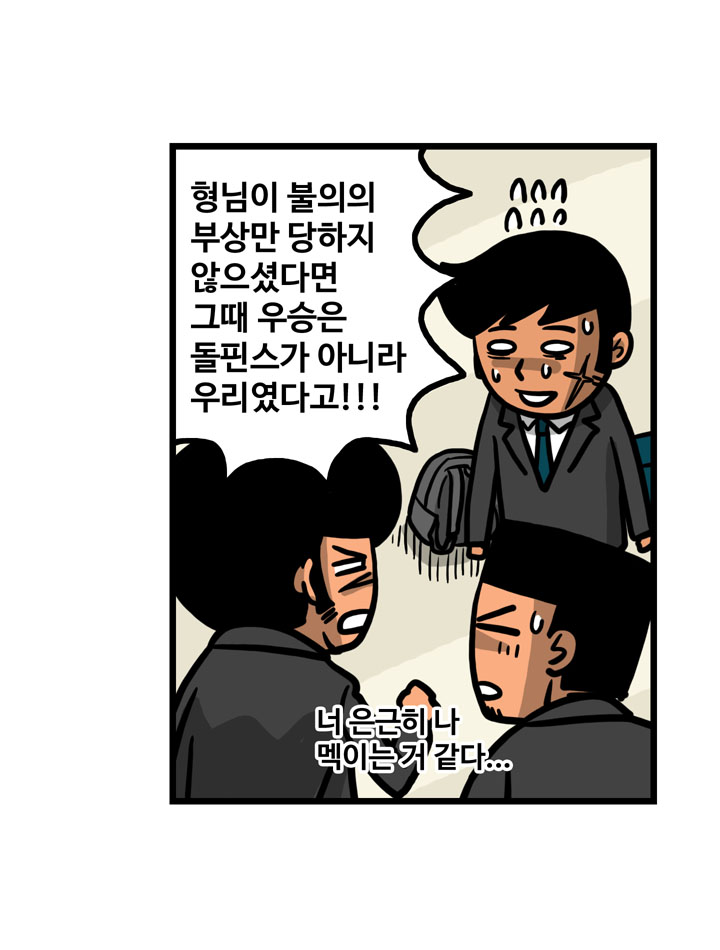 형님이 불의의
부상만 당하지
않으셨다면
그때 우승은
돌핀스가 아니라
우리였다고!!!
너 은근히 나
멕이는 거 같다...